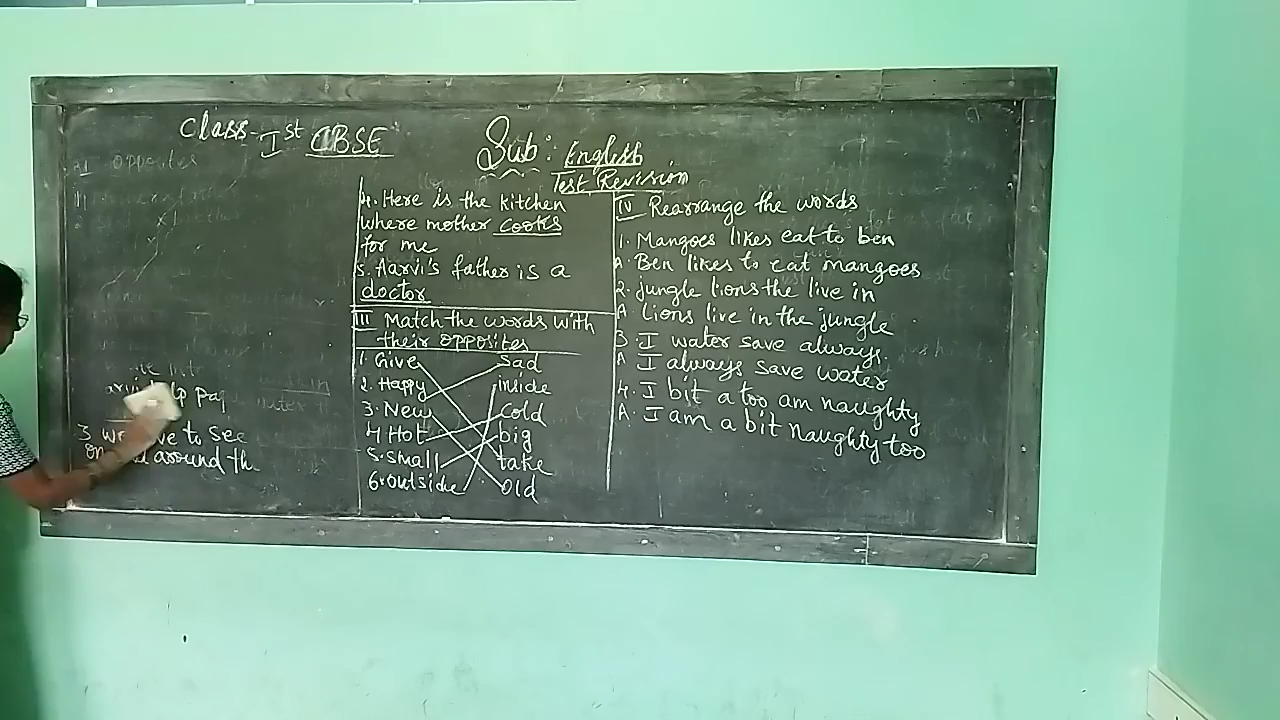 Class - Ist CBSE
Sub: English
Test Revision
opposites
paj
3 we to see
around th
4. Here is the kitchen
where mother cooks
for me
5. Aarvi's father is a
doctor
III Match the words with
their opposites
1. Give sad
2. Happy inside
3. New cold
4 Hot big
5. small take
6. outside old
IV Rearrange the words
1. Mangoes likes eat to ben
A. Ben likes to eat mangoes
2. jungle lions the live in
A lions live in the jungle
3. I water save always.
A I always save water
4. I bit a too am naughty
A. I am a bit naughty too